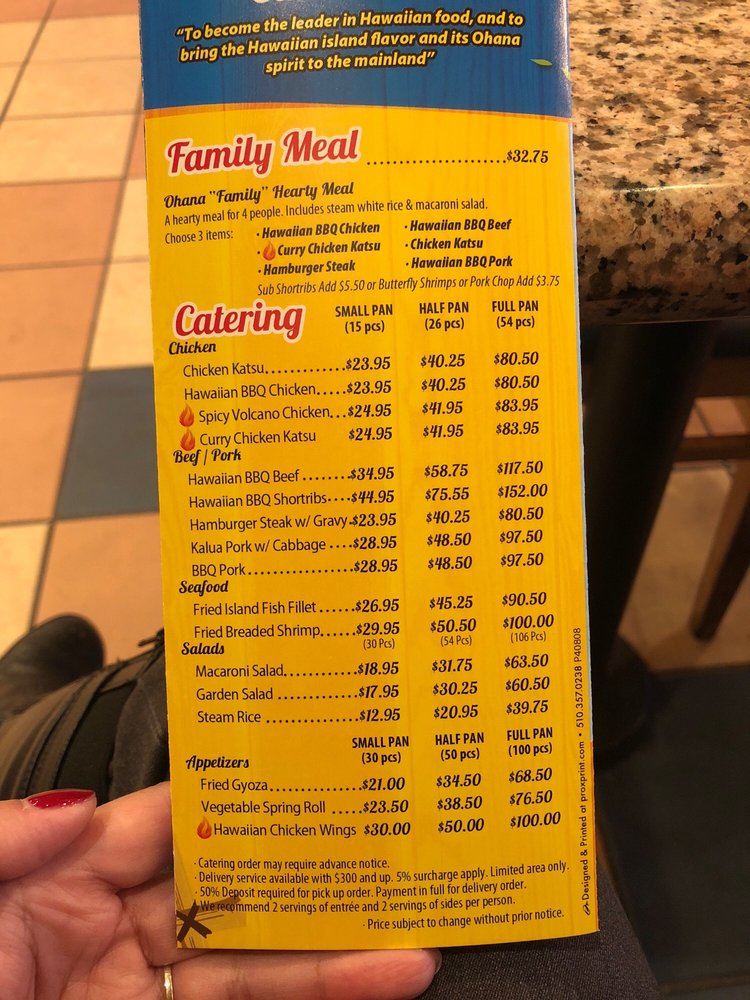 "To become the leader in Hawaiian food, and to
bring the Hawaiian island flavor and its Ohana
spirit to the mainland"
Family Meal ......................$32.75
Ohana "Family" Hearty Meal
A hearty meal for 4 people. Includes steam white rice & macaroni salad.
Choose 3 items: · Hawaiian BBQ Chicken · Hawaiian BBQ Beef
· Curry Chicken Katsu · Chicken Katsu
· Hamburger Steak · Hawaiian BBQ Pork
Sub Shortribs Add $5.50 or Butterfly Shrimps or Pork Chop Add $3.75
Catering SMALL PAN HALF PAN FULL PAN
(15 pcs) (26 pcs) (54 pcs)
Chicken
Chicken Katsu............$23.95 $40.25 $80.50
Hawaiian BBQ Chicken.....$23.95 $40.25 $80.50
Spicy Volcano Chicken...$24.95 $41.95 $83.95
Curry Chicken Katsu $24.95 $41.95 $83.95
Beef / Pork
Hawaiian BBQ Beef ........$34.95 $58.75 $117.50
Hawaiian BBQ Shortribs....$44.95 $75.55 $152.00
Hamburger Steak w/ Gravy.$23.95 $40.25 $80.50
Kalua Pork w/ Cabbage ....$28.95 $48.50 $97.50
BBQ Pork.................$28.95 $48.50 $97.50
Seafood
Fried Island Fish Fillet ......$26.95 $45.25 $90.50
Fried Breaded Shrimp......$29.95 $50.50 $100.00
(30 Pcs) (54 Pcs) (106 Pcs)
Salads
Macaroni Salad............$18.95 $31.75 $63.50
Garden Salad .............$17.95 $30.25 $60.50
Steam Rice ...............$12.95 $20.95 $39.75
SMALL PAN HALF PAN FULL PAN
(30 pcs) (50 pcs) (100 pcs)
Appetizers
Fried Gyoza...............$21.00 $34.50 $68.50
Vegetable Spring Roll .....$23.50 $38.50 $76.50
Hawaiian Chicken Wings $30.00 $50.00 $100.00
· Catering order may require advance notice.
· Delivery service available with $300 and up. 5% surcharge apply. Limited area only.
· 50% Deposit required for pick up order. Payment in full for delivery order.
· We recommend 2 servings of entrée and 2 servings of sides per person.
· Price subject to change without prior notice.
Designed & Printed at proxprint.com • 510.357.0238 P40808